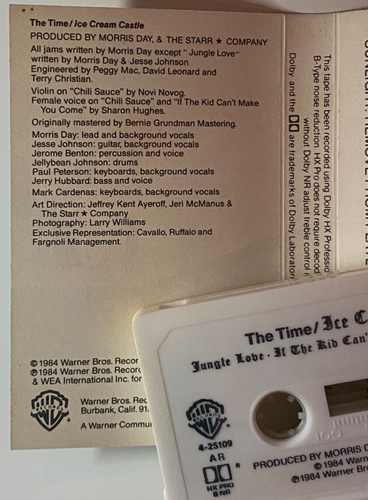 The Time/Ice Cream Castle
PRODUCED BY MORRIS DAY, & THE STARR ★ COMPANY
All jams written by Morris Day except "Jungle Love"
written by Morris Day & Jesse Johnson
Engineered by Peggy Mac, David Leonard and
Terry Christian.
Violin on "Chili Sauce" by Novi Novog.
Female voice on "Chili Sauce" and "If The Kid Can't Make
You Come" by Sharon Hughes.
Originally mastered by Bernie Grundman Mastering.
Morris Day: lead and background vocals
Jesse Johnson: guitar, background vocals
Jerome Benton: percussion and voice
Jellybean Johnson: drums
Paul Peterson: keyboards, background vocals
Jerry Hubbard: bass and voice
Mark Cardenas: keyboards, background vocals
Art Direction: Jeffrey Kent Ayeroff, Jeri McManus &
The Starr ★ Company
Photography: Larry Williams
Exclusive Representation: Cavallo, Ruffalo and
Fargnoli Management.
© 1984 Warner Bros. Recor
℗ 1984 Warner Bros. Recor
& WEA International Inc. for
Warner Bros. Rec
Burbank, Calif. 91
A Warner Commu
This tape has been recorded using Dolby HX Professio
B-Type noise reduction. HX Pro does not require decod
without Dolby NR adjust treble control
Dolby and the are trademarks of Dolby Laborator
The Time/Ice C
Jungle Love · If The Kid Can'
4-25109
AR
HX PRO
B NR
PRODUCED BY MORRIS D
© 1984 Warn
℗ 1984 Warner